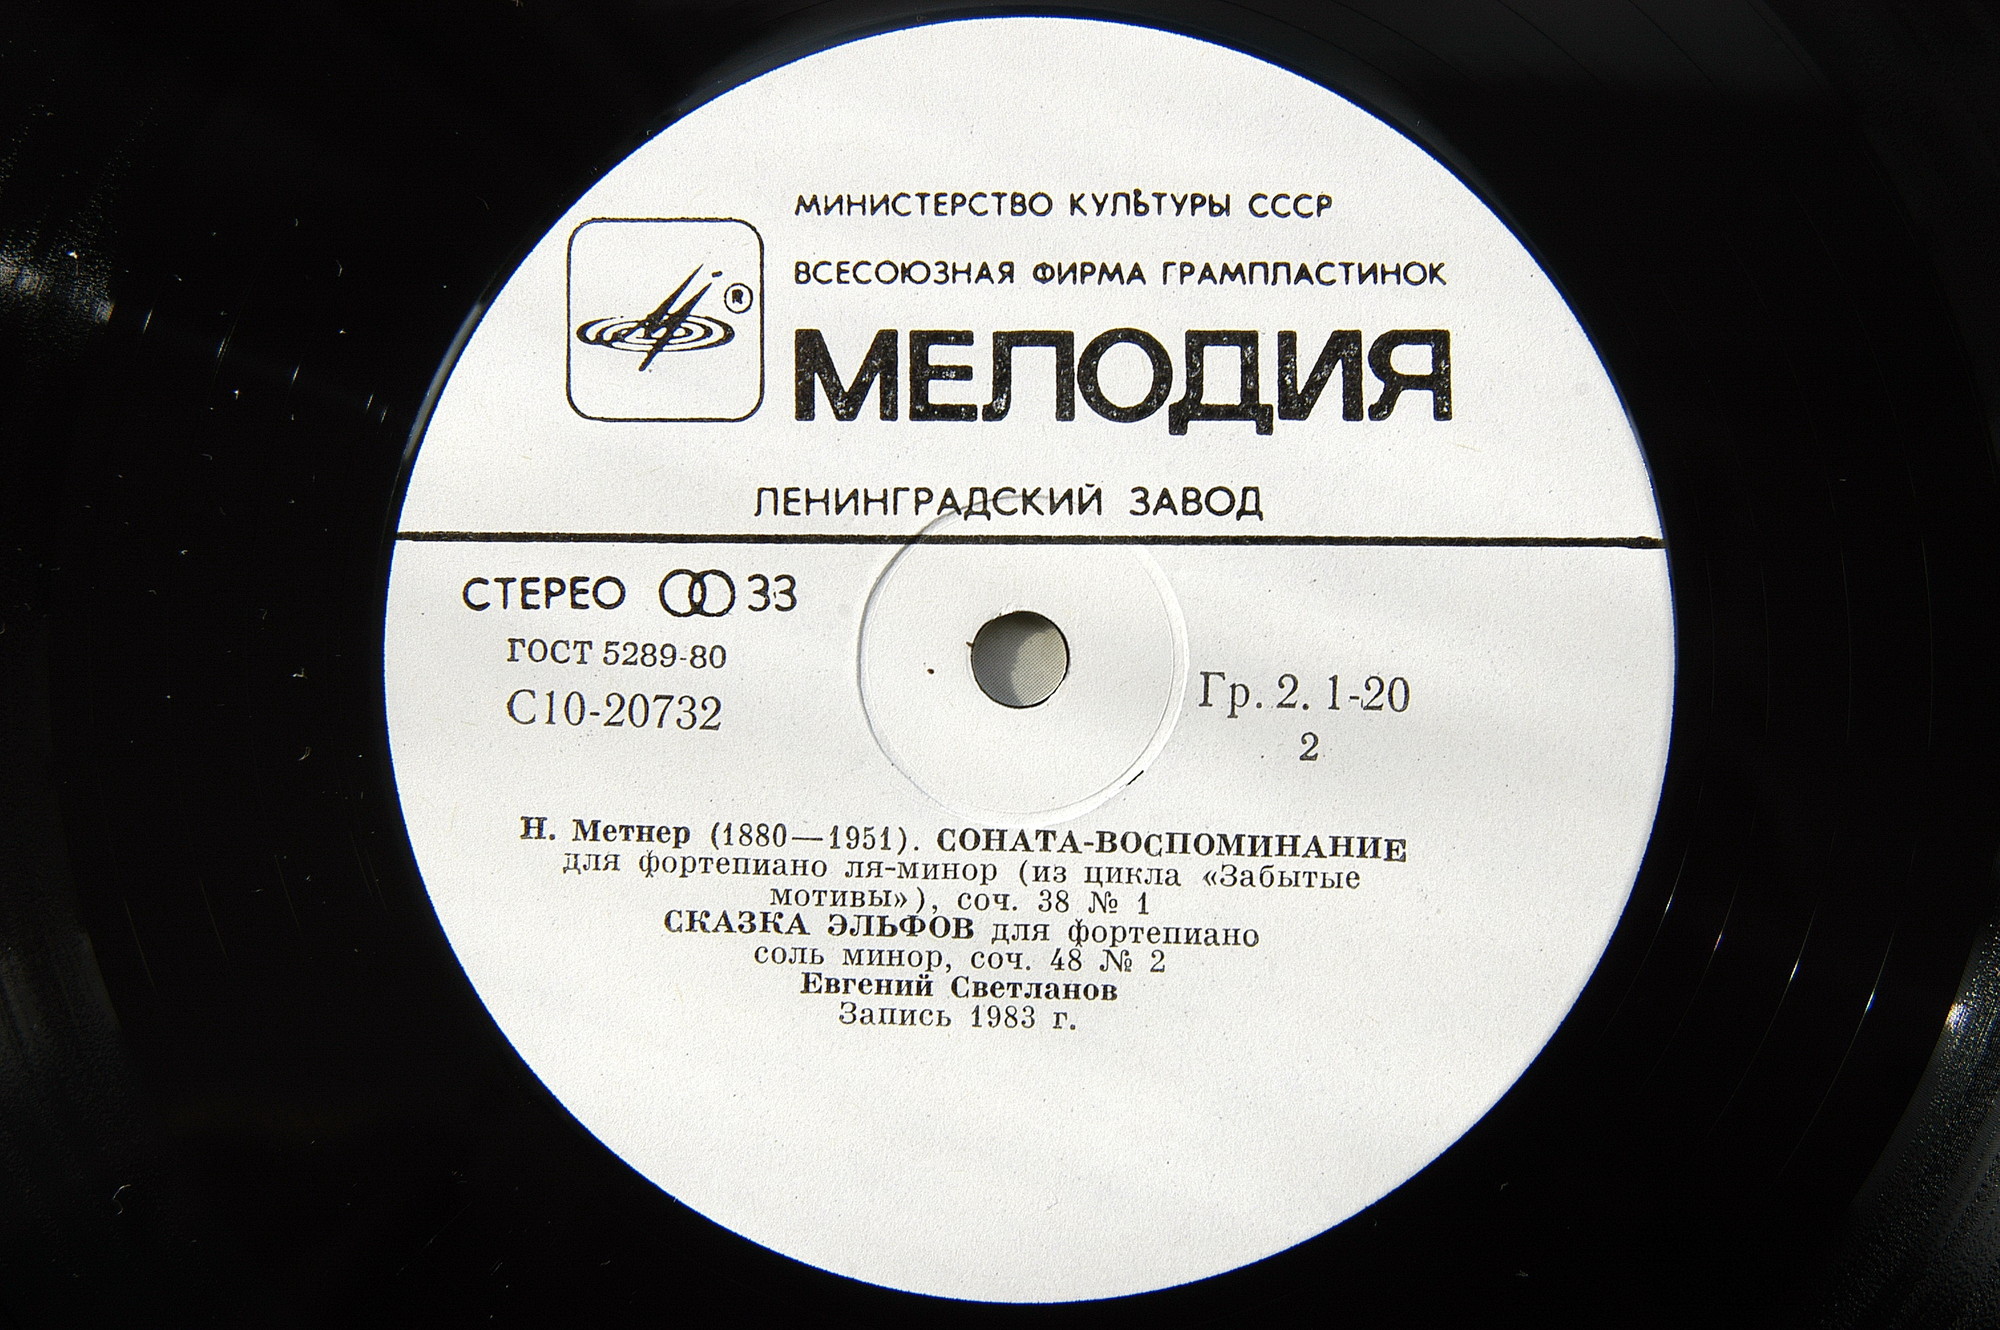 МИНИСТЕРСТВО КУЛЬТУРЫ СССР
ВСЕСОЮЗНАЯ ФИРМА ГРАМПЛАСТИНОК
®
МЕЛОДИЯ
ЛЕНИНГРАДСКИЙ ЗАВОД
СТЕРЕО 33
ГОСТ 5289-80
С10-20732
Гр. 2. 1-20
2
Н. Метнер (1880—1951). СОНАТА-ВОСПОМИНАНИЕ
для фортепиано ля-минор (из цикла «Забытые
мотивы»), соч. 38 № 1
СКАЗКА ЭЛЬФОВ для фортепиано
соль минор, соч. 48 № 2
Евгений Светланов
Запись 1983 г.